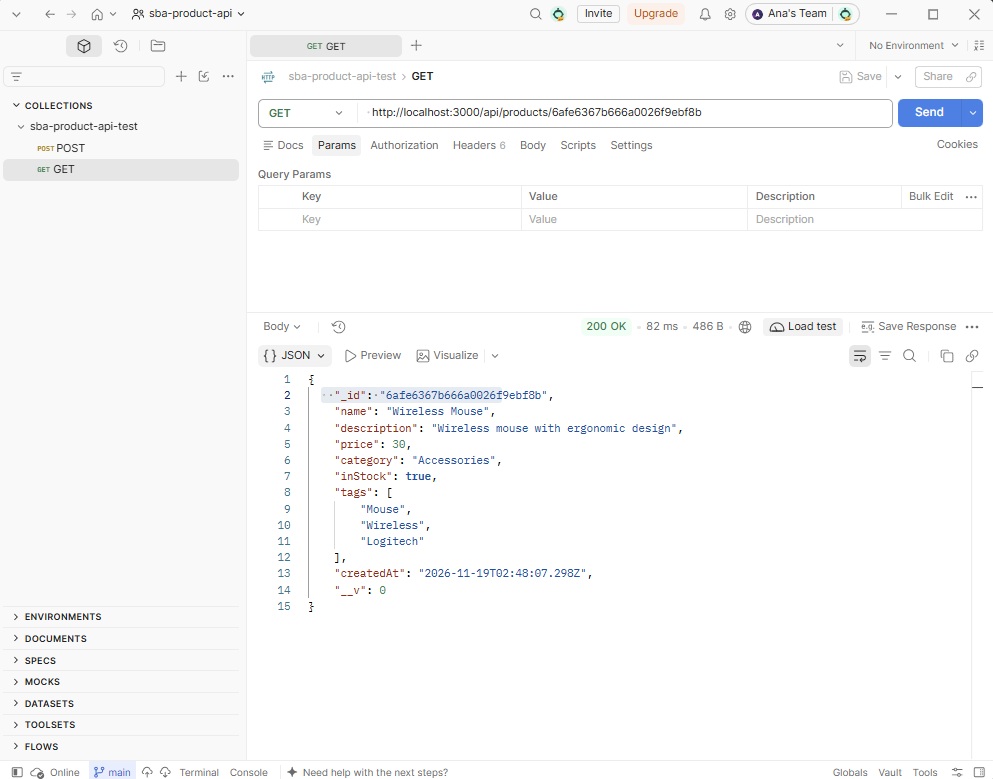 sba-product-api
Invite
Upgrade
Ana's Team
GET GET
No Environment
HTTP sba-product-api-test › GET
Save
Share
COLLECTIONS
sba-product-api-test
POST POST
GET GET
GET
http://localhost:3000/api/products/6afe6367b666a0026f9ebf8b
Send
Docs Params Authorization Headers 6 Body Scripts Settings Cookies
Query Params
Key Value Description Bulk Edit
Key Value Description
Body 200 OK 82 ms 486 B Load test e.g. Save Response
{ } JSON Preview Visualize
1 {
2 "_id": "6afe6367b666a0026f9ebf8b",
3 "name": "Wireless Mouse",
4 "description": "Wireless mouse with ergonomic design",
5 "price": 30,
6 "category": "Accessories",
7 "inStock": true,
8 "tags": [
9 "Mouse",
10 "Wireless",
11 "Logitech"
12 ],
13 "createdAt": "2026-11-19T02:48:07.298Z",
14 "__v": 0
15 }
ENVIRONMENTS
DOCUMENTS
SPECS
MOCKS
DATASETS
TOOLSETS
FLOWS
Online main Terminal Console Need help with the next steps? Globals Vault Tools